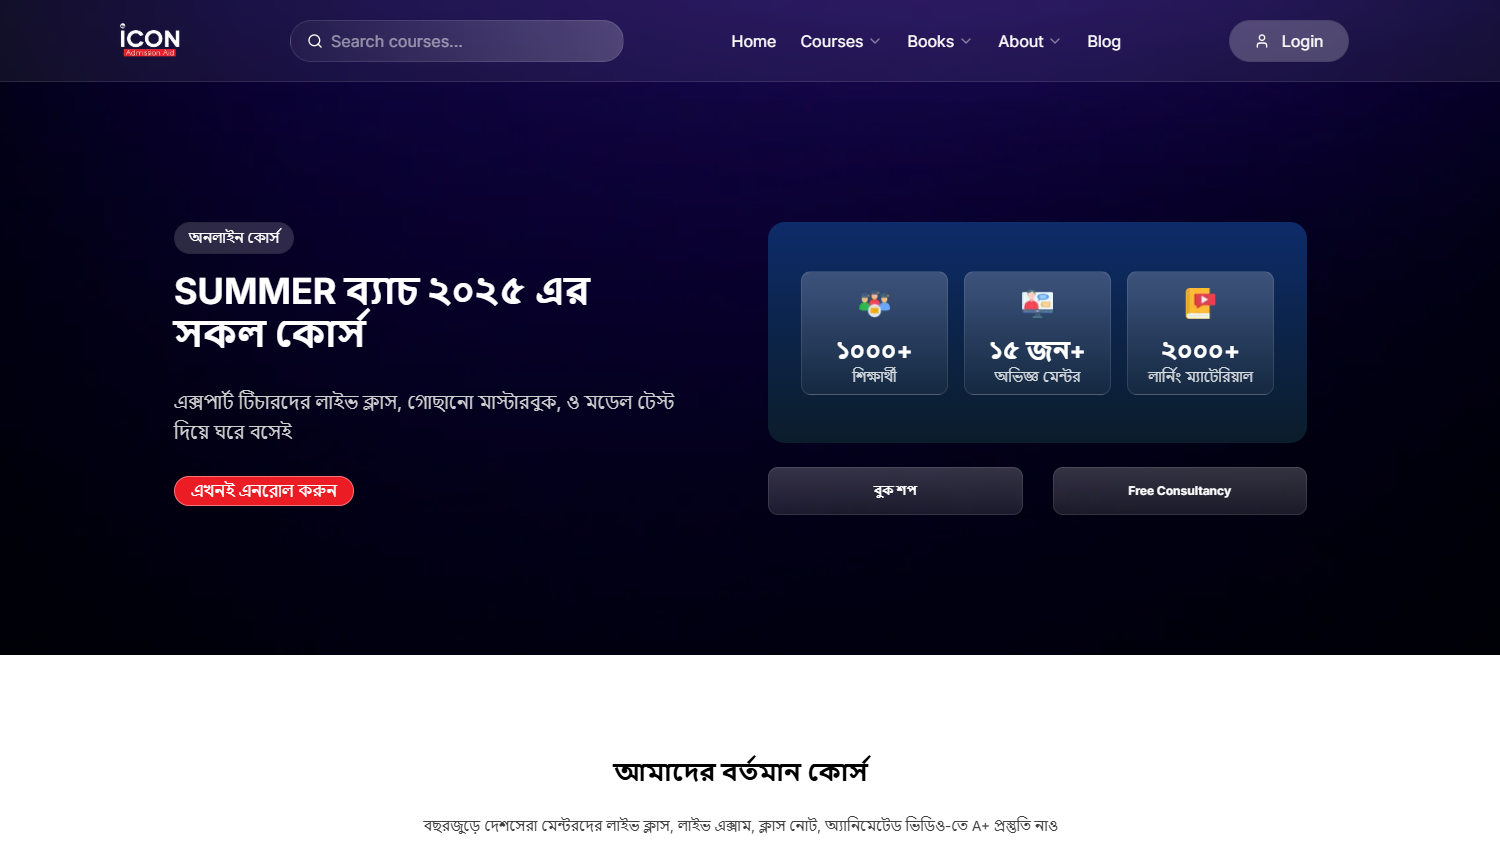 iCON
Admission Aid
Search courses...
Home
Courses
Books
About
Blog
Login
অনলাইন কোর্স
SUMMER ব্যাচ ২০২৫ এর
সকল কোর্স
এক্সপার্ট টিচারদের লাইভ ক্লাস, গোছানো মাস্টারবুক, ও মডেল টেস্ট
দিয়ে ঘরে বসেই
এখনই এনরোল করুন
১০০০+
শিক্ষার্থী
১৫ জন+
অভিজ্ঞ মেন্টর
২০০০+
লার্নিং ম্যাটেরিয়াল
বুক শপ
Free Consultancy
আমাদের বর্তমান কোর্স
বছরজুড়ে দেশসেরা মেন্টরদের লাইভ ক্লাস, লাইভ এক্সাম, ক্লাস নোট, অ্যানিমেটেড ভিডিও-তে A+ প্রস্তুতি নাও